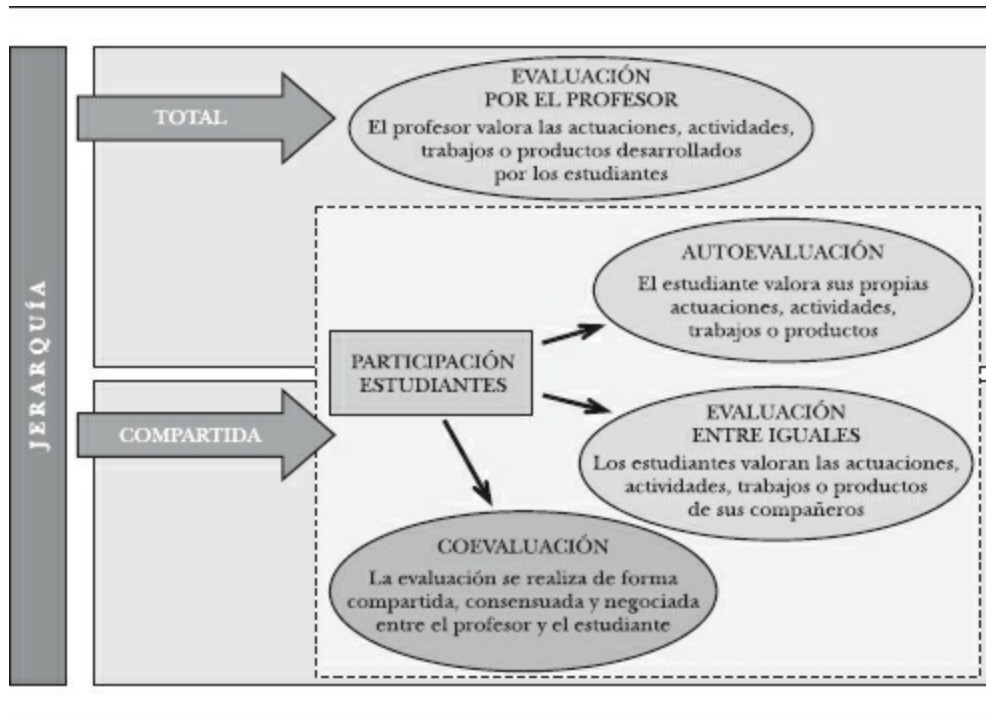 JERARQUÍA
TOTAL
EVALUACIÓN
POR EL PROFESOR
El profesor valora las actuaciones, actividades,
trabajos o productos desarrollados
por los estudiantes
AUTOEVALUACIÓN
El estudiante valora sus propias
actuaciones, actividades,
trabajos o productos
PARTICIPACIÓN
ESTUDIANTES
COMPARTIDA
EVALUACIÓN
ENTRE IGUALES
Los estudiantes valoran las actuaciones,
actividades, trabajos o productos
de sus compañeros
COEVALUACIÓN
La evaluación se realiza de forma
compartida, consensuada y negociada
entre el profesor y el estudiante